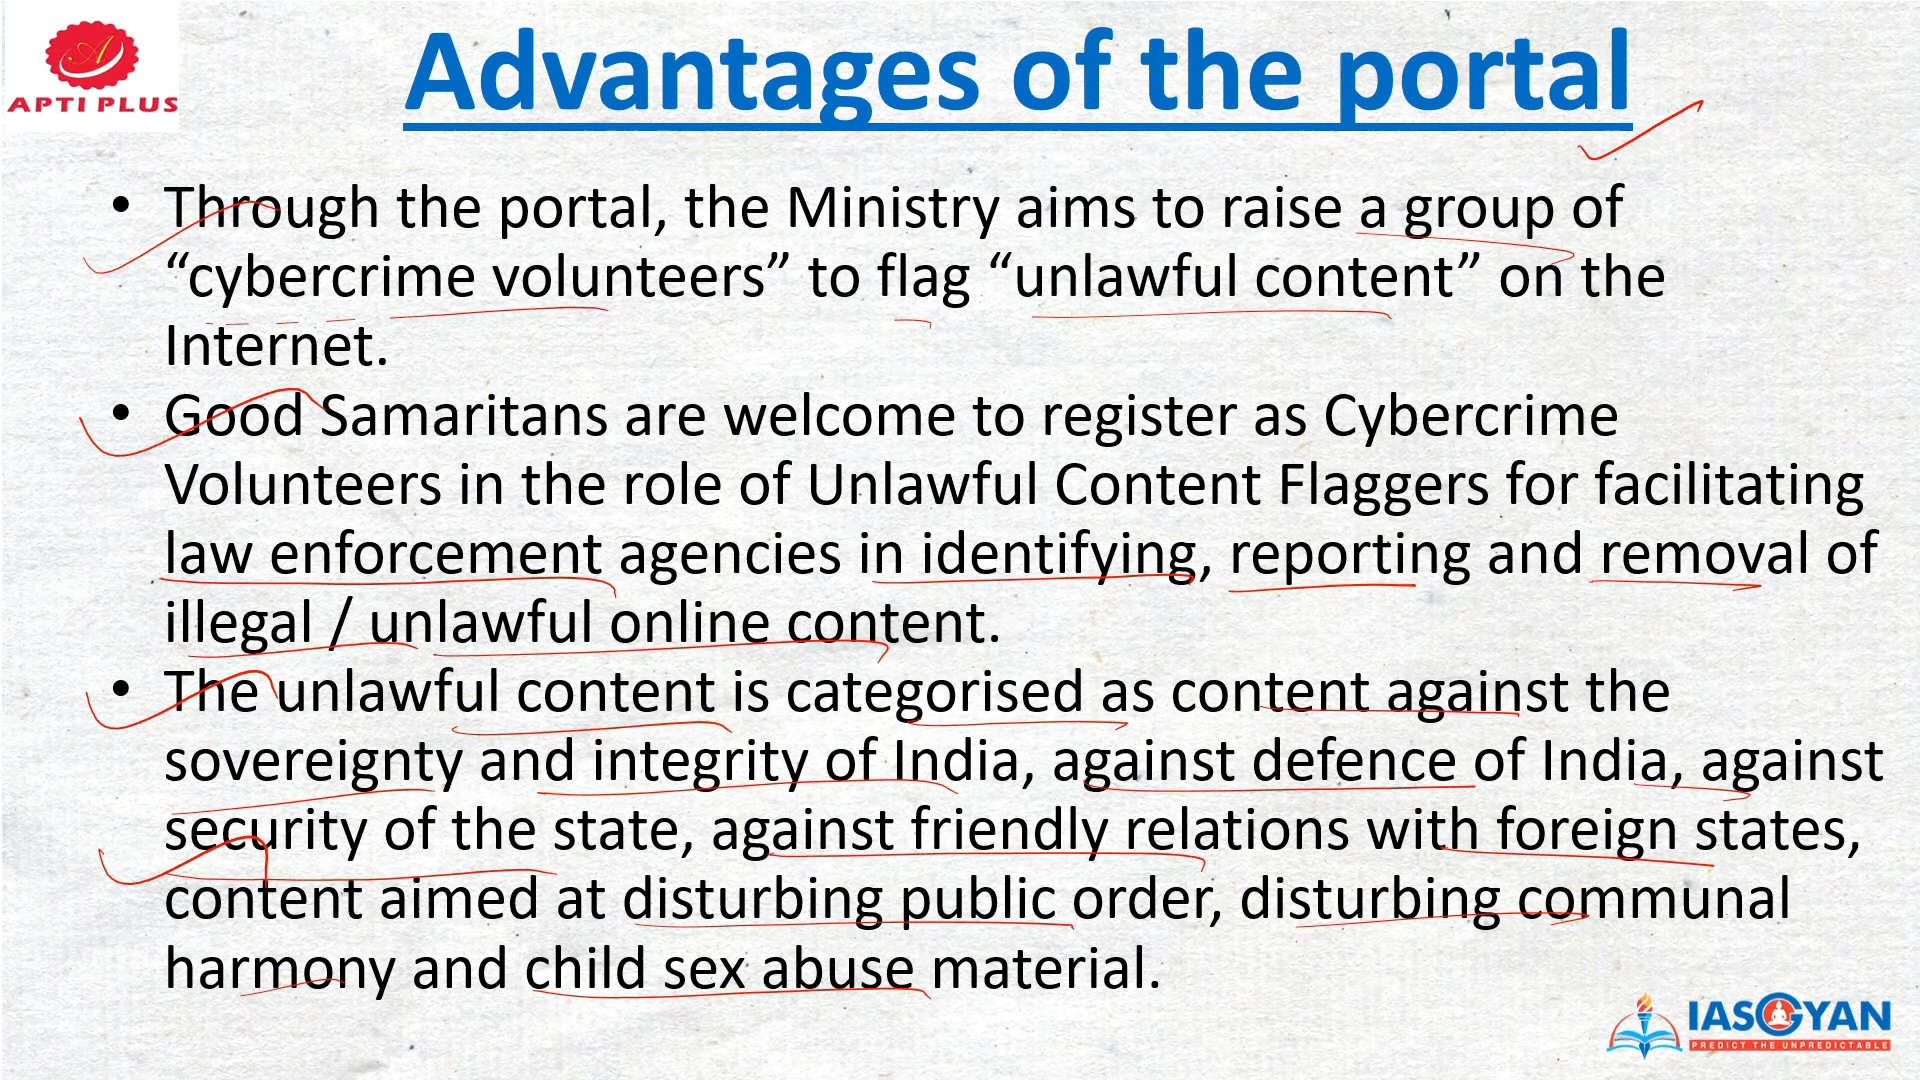 A
APTI PLUS
Advantages of the portal
• Through the portal, the Ministry aims to raise a group of
“cybercrime volunteers” to flag “unlawful content” on the
Internet.
• Good Samaritans are welcome to register as Cybercrime
Volunteers in the role of Unlawful Content Flaggers for facilitating
law enforcement agencies in identifying, reporting and removal of
illegal / unlawful online content.
• The unlawful content is categorised as content against the
sovereignty and integrity of India, against defence of India, against
security of the state, against friendly relations with foreign states,
content aimed at disturbing public order, disturbing communal
harmony and child sex abuse material.
IASGYAN
PREDICT THE UNPREDICTABLE